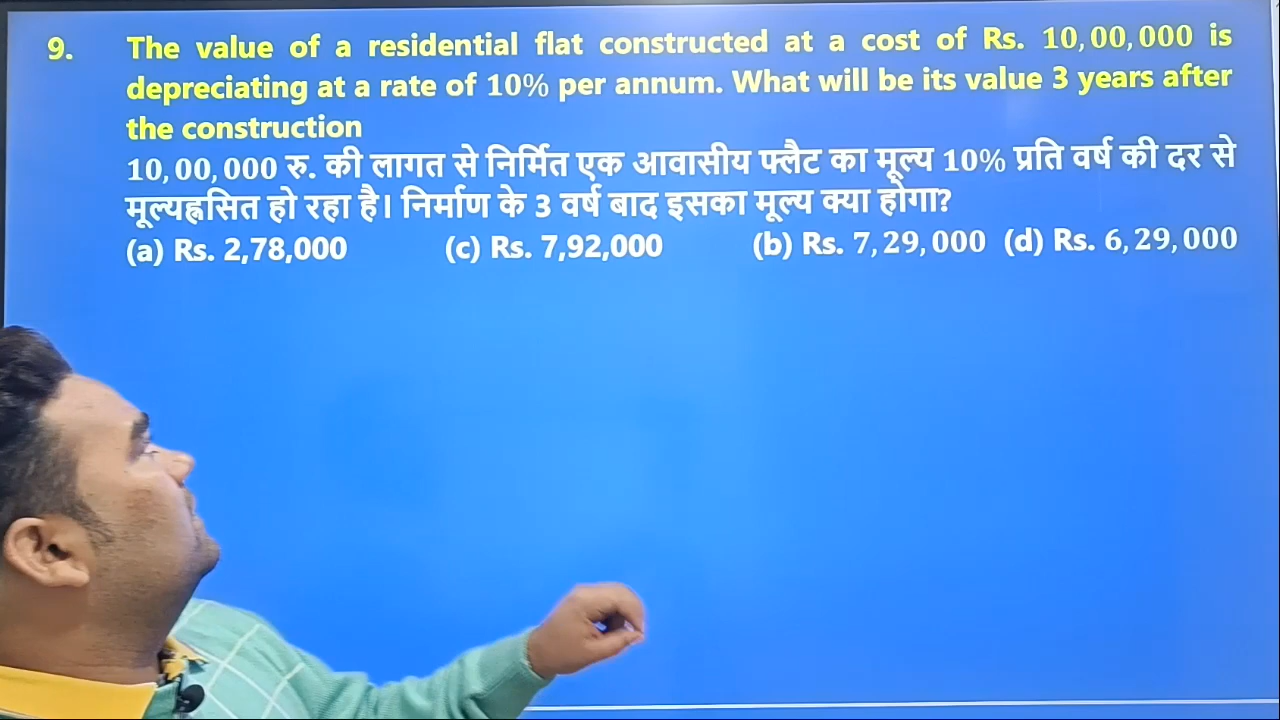 9. The value of a residential flat constructed at a cost of Rs. 10,00,000 is
depreciating at a rate of 10% per annum. What will be its value 3 years after
the construction
10,00,000 रु. की लागत से निर्मित एक आवासीय फ्लैट का मूल्य 10% प्रति वर्ष की दर से
मूल्यह्नसित हो रहा है। निर्माण के 3 वर्ष बाद इसका मूल्य क्या होगा?
(a) Rs. 2,78,000 (c) Rs. 7,92,000 (b) Rs. 7,29,000 (d) Rs. 6,29,000